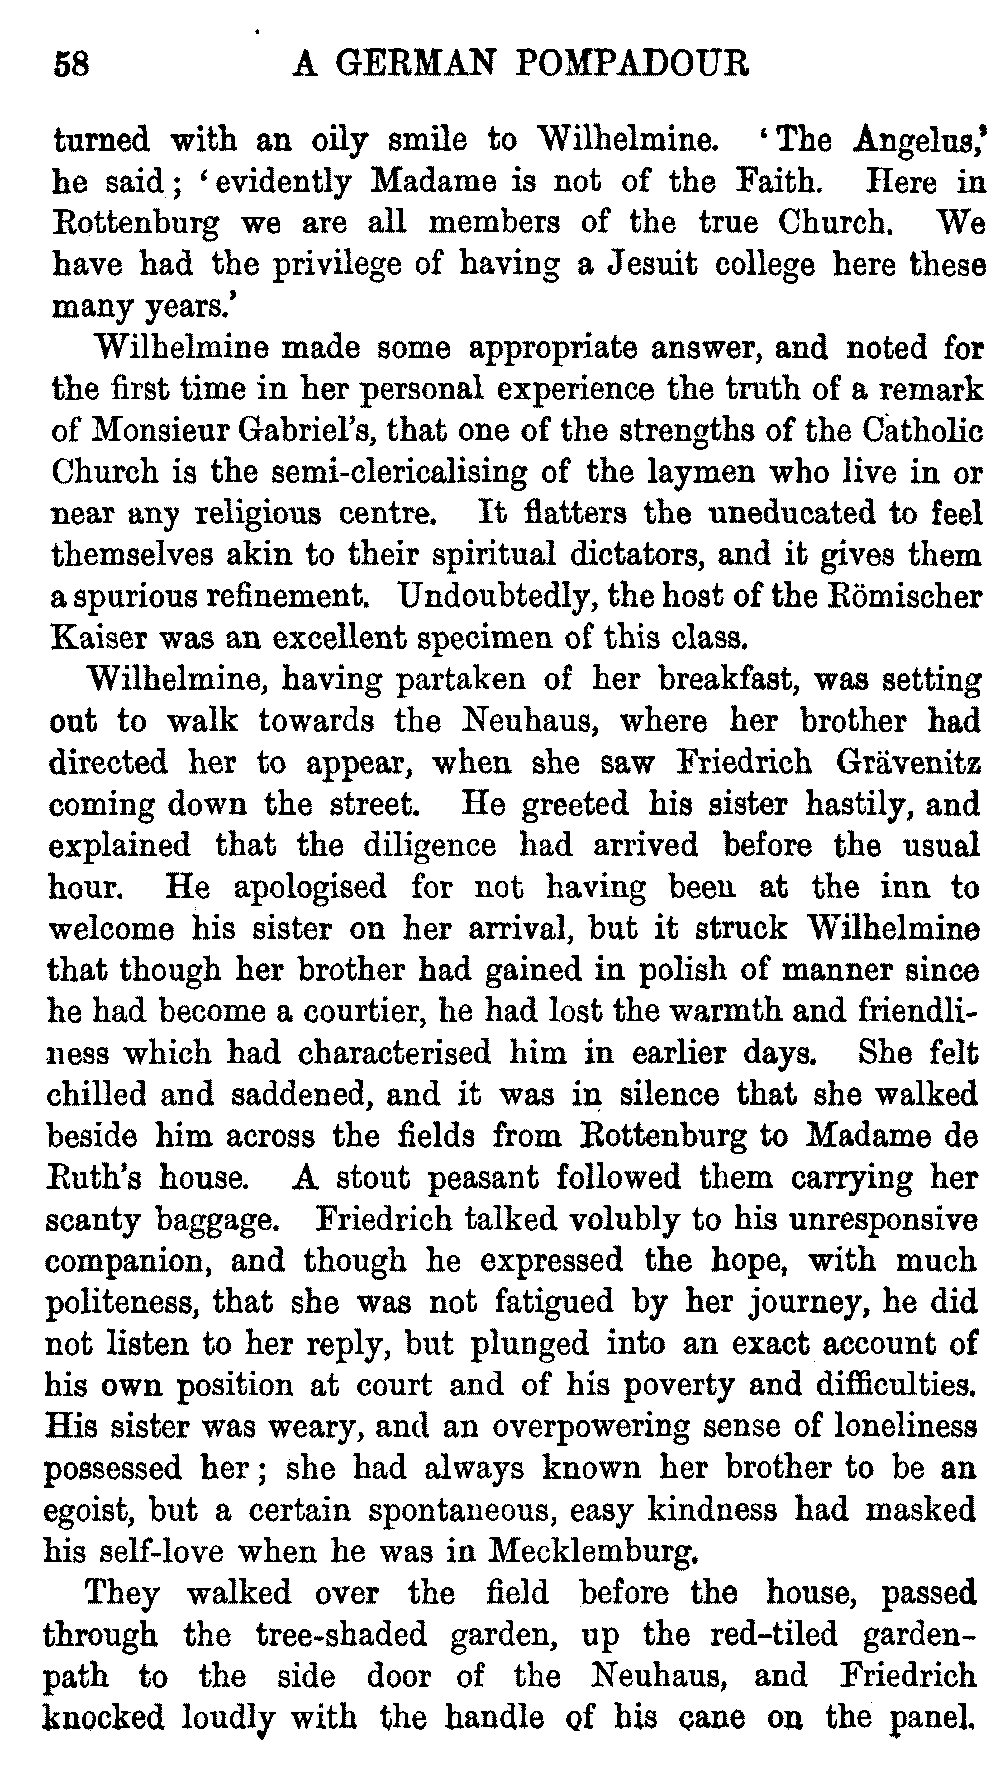 58 A GERMAN POMPADOUR
turned with an oily smile to Wilhelmine. ‘The Angelus,’
he said; ‘evidently Madame is not of the Faith. Here in
Rottenburg we are all members of the true Church. We
have had the privilege of having a Jesuit college here these
many years.’
Wilhelmine made some appropriate answer, and noted for
the first time in her personal experience the truth of a remark
of Monsieur Gabriel’s, that one of the strengths of the Catholic
Church is the semi-clericalising of the laymen who live in or
near any religious centre. It flatters the uneducated to feel
themselves akin to their spiritual dictators, and it gives them
a spurious refinement. Undoubtedly, the host of the Römischer
Kaiser was an excellent specimen of this class.
Wilhelmine, having partaken of her breakfast, was setting
out to walk towards the Neuhaus, where her brother had
directed her to appear, when she saw Friedrich Grävenitz
coming down the street. He greeted his sister hastily, and
explained that the diligence had arrived before the usual
hour. He apologised for not having been at the inn to
welcome his sister on her arrival, but it struck Wilhelmine
that though her brother had gained in polish of manner since
he had become a courtier, he had lost the warmth and friendli-
ness which had characterised him in earlier days. She felt
chilled and saddened, and it was in silence that she walked
beside him across the fields from Rottenburg to Madame de
Ruth’s house. A stout peasant followed them carrying her
scanty baggage. Friedrich talked volubly to his unresponsive
companion, and though he expressed the hope, with much
politeness, that she was not fatigued by her journey, he did
not listen to her reply, but plunged into an exact account of
his own position at court and of his poverty and difficulties.
His sister was weary, and an overpowering sense of loneliness
possessed her; she had always known her brother to be an
egoist, but a certain spontaneous, easy kindness had masked
his self-love when he was in Mecklemburg.
They walked over the field before the house, passed
through the tree-shaded garden, up the red-tiled garden-
path to the side door of the Neuhaus, and Friedrich
knocked loudly with the handle of his cane on the panel.